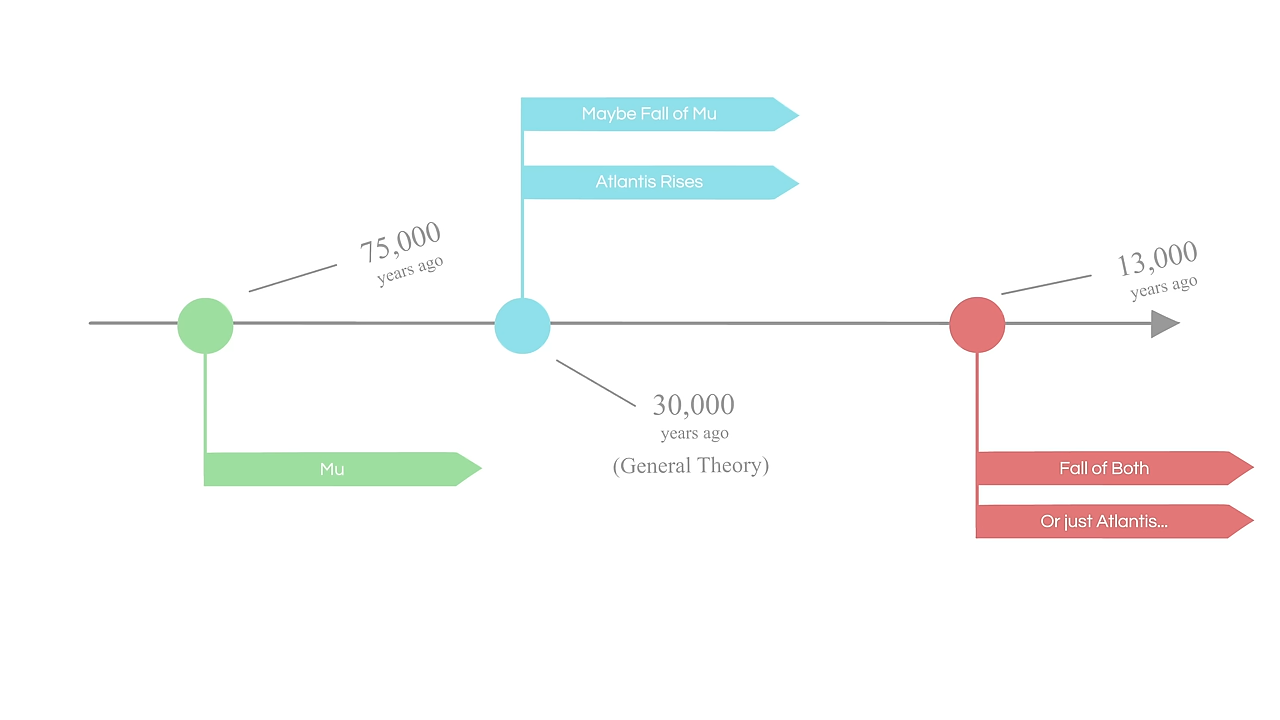 Maybe Fall of Mu
Atlantis Rises
75,000
years ago
13,000
years ago
30,000
years ago
(General Theory)
Mu
Fall of Both
Or just Atlantis...